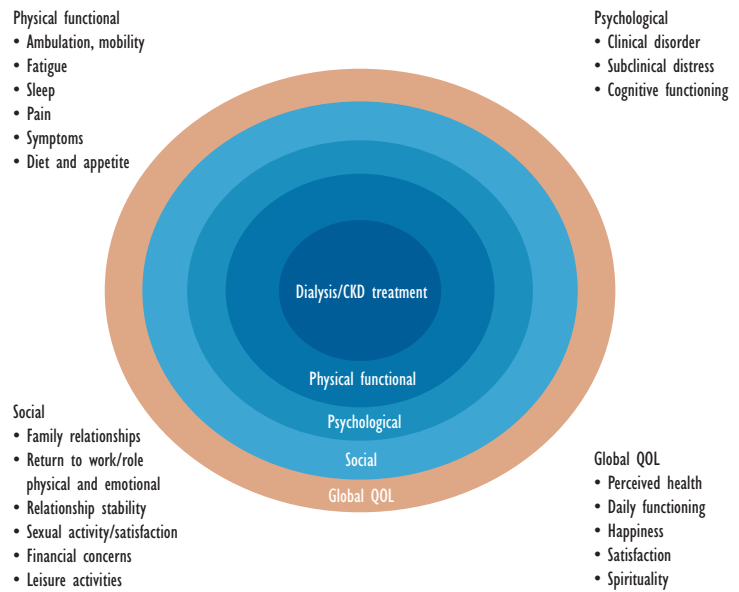 Physical functional
• Ambulation, mobility
• Fatigue
• Sleep
• Pain
• Symptoms
• Diet and appetite
Psychological
• Clinical disorder
• Subclinical distress
• Cognitive functioning
Dialysis/CKD treatment
Physical functional
Psychological
Social
Global QOL
Social
• Family relationships
• Return to work/role
physical and emotional
• Relationship stability
• Sexual activity/satisfaction
• Financial concerns
• Leisure activities
Global QOL
• Perceived health
• Daily functioning
• Happiness
• Satisfaction
• Spirituality